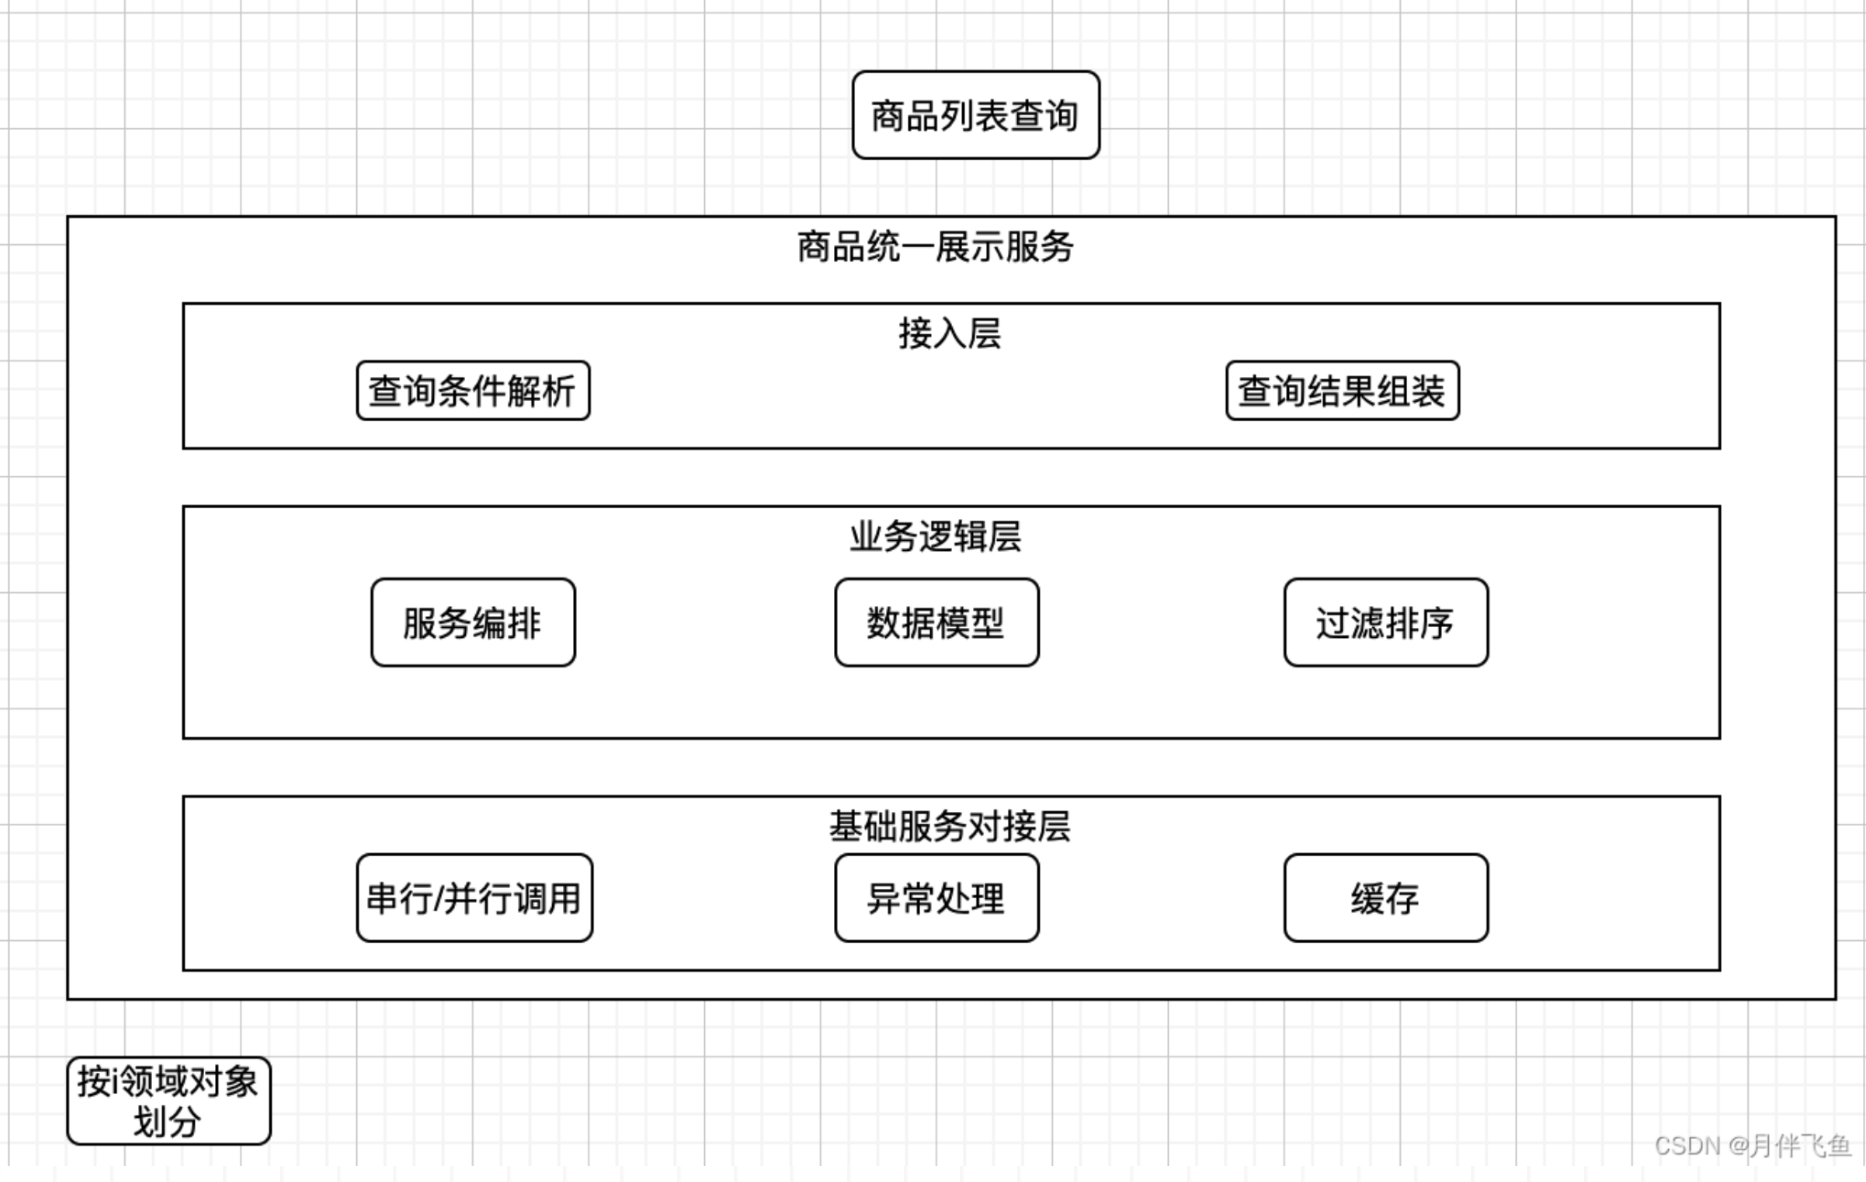 商品列表查询
商品统一展示服务
接入层
查询条件解析
查询结果组装
业务逻辑层
服务编排
数据模型
过滤排序
基础服务对接层
串行/并行调用
异常处理
缓存
按i领域对象
划分
CSDN @月伴飞鱼